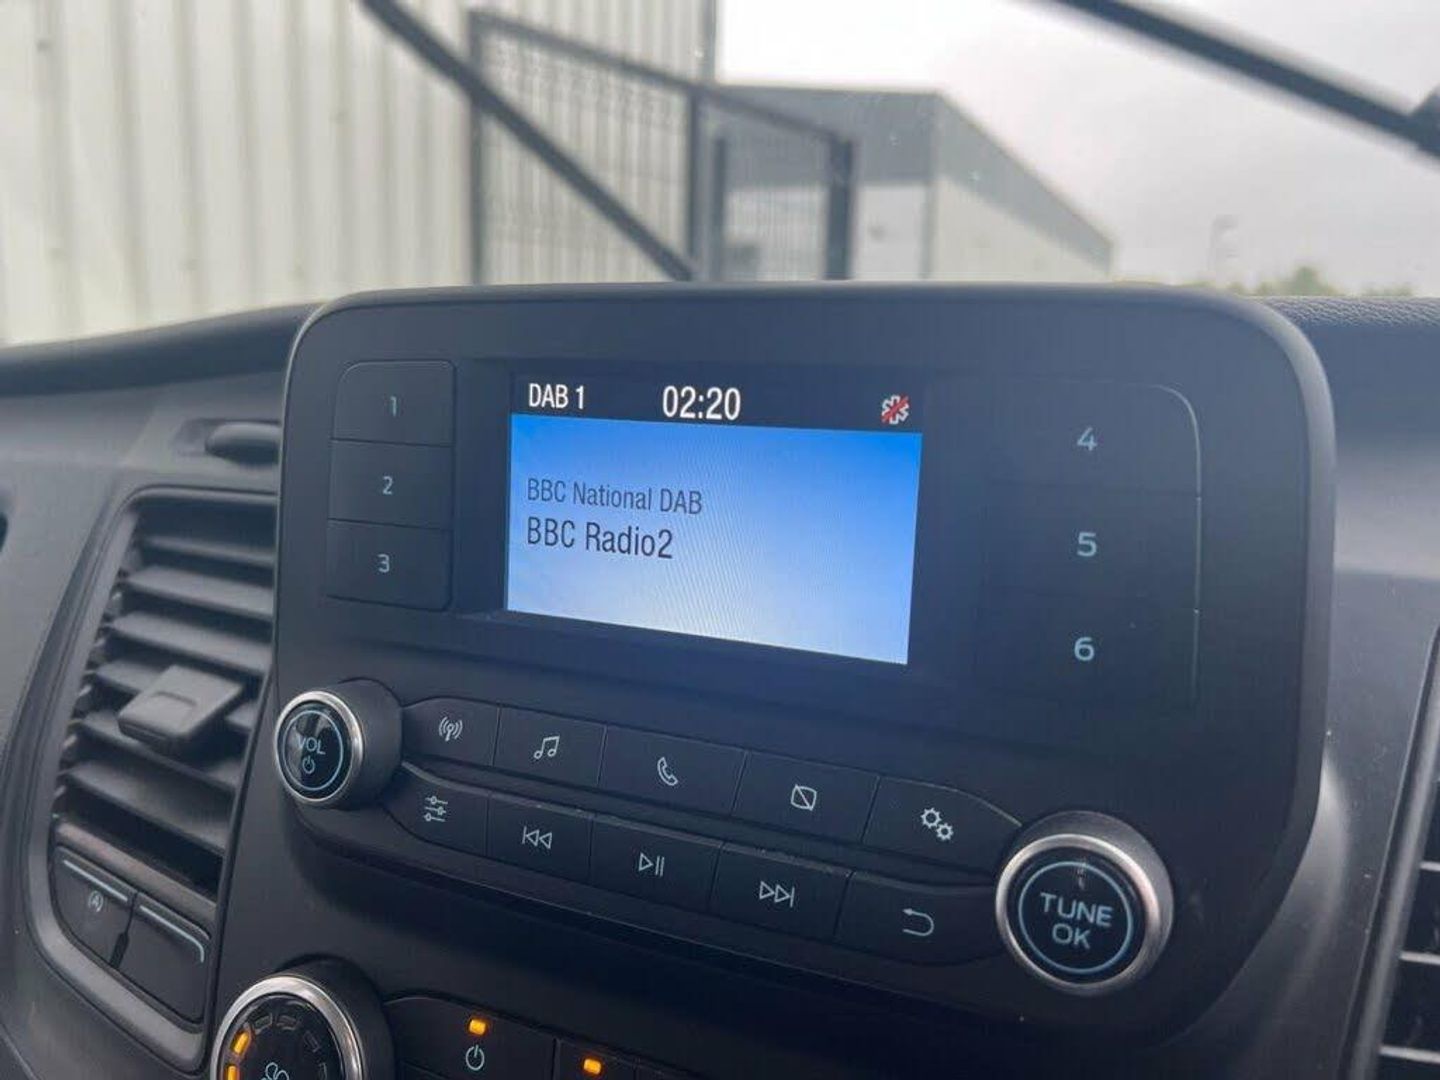 DAB 1 02:20
BBC National DAB
BBC Radio2
1
2
3
4
5
6
VOL
TUNE
OK
A